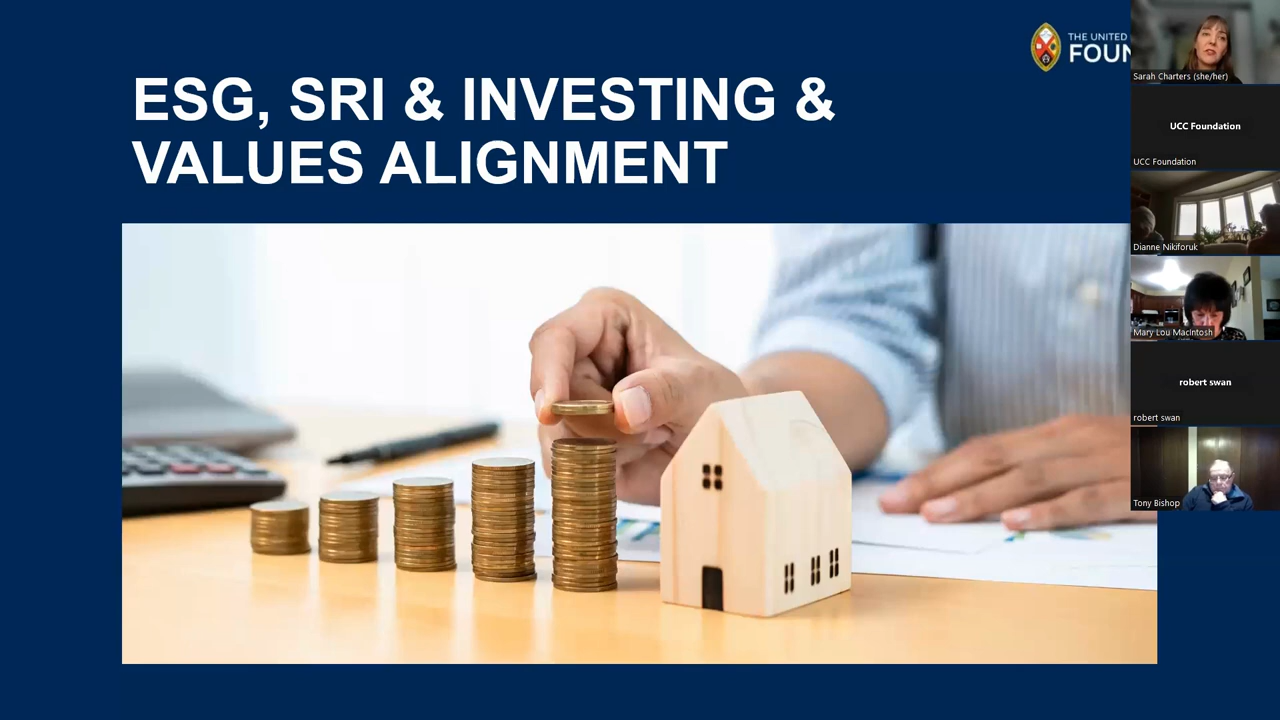 THE UNITED
ESG, SRI & INVESTING &
VALUES ALIGNMENT
Sarah Charters (she/her)
UCC Foundation
UCC Foundation
Dianne Nikiforuk
Mary Lou MacIntosh
robert swan
robert swan
Tony Bishop